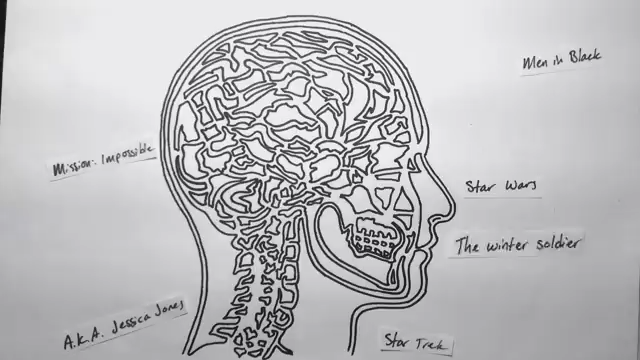 Men in Black
Mission: Impossible
Star Wars
The winter soldier
A.K.A. Jessica Jones
Star Trek